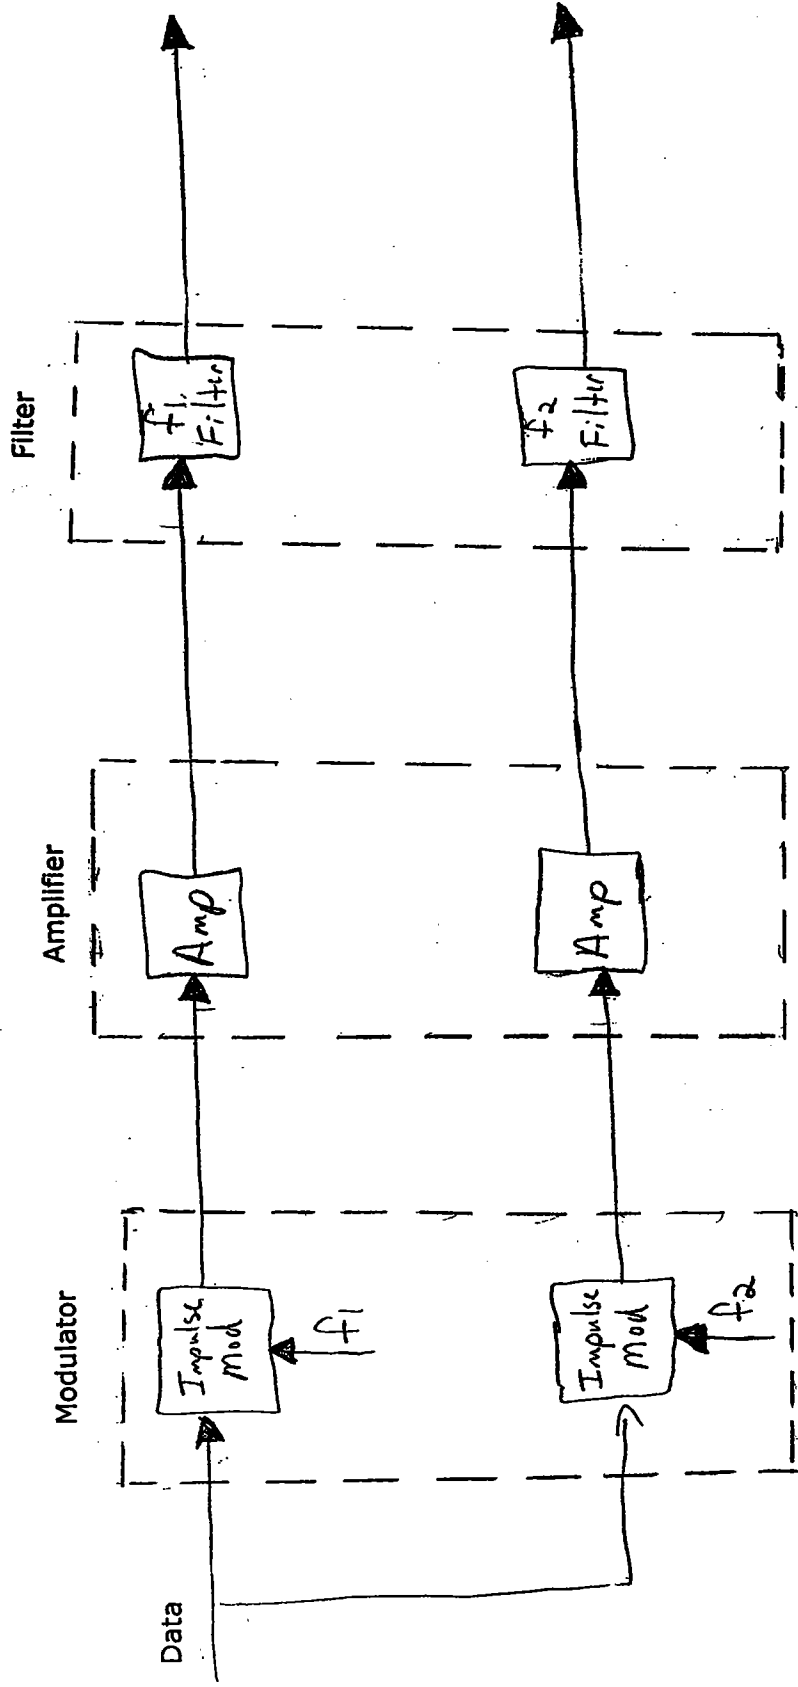 Data
Modulator
Amplifier
Filter
Impulse
Mod
f1
Amp
f1
Filter
Impulse
Mod
f2
Amp
f2
Filter